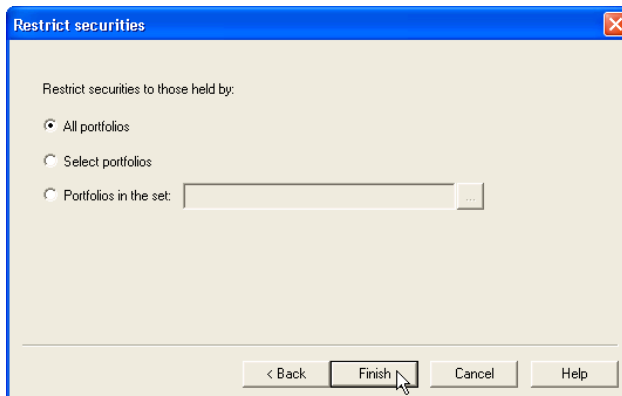 Restrict securities
Restrict securities to those held by:
All portfolios
Select portfolios
Portfolios in the set: ...
< Back Finish Cancel Help